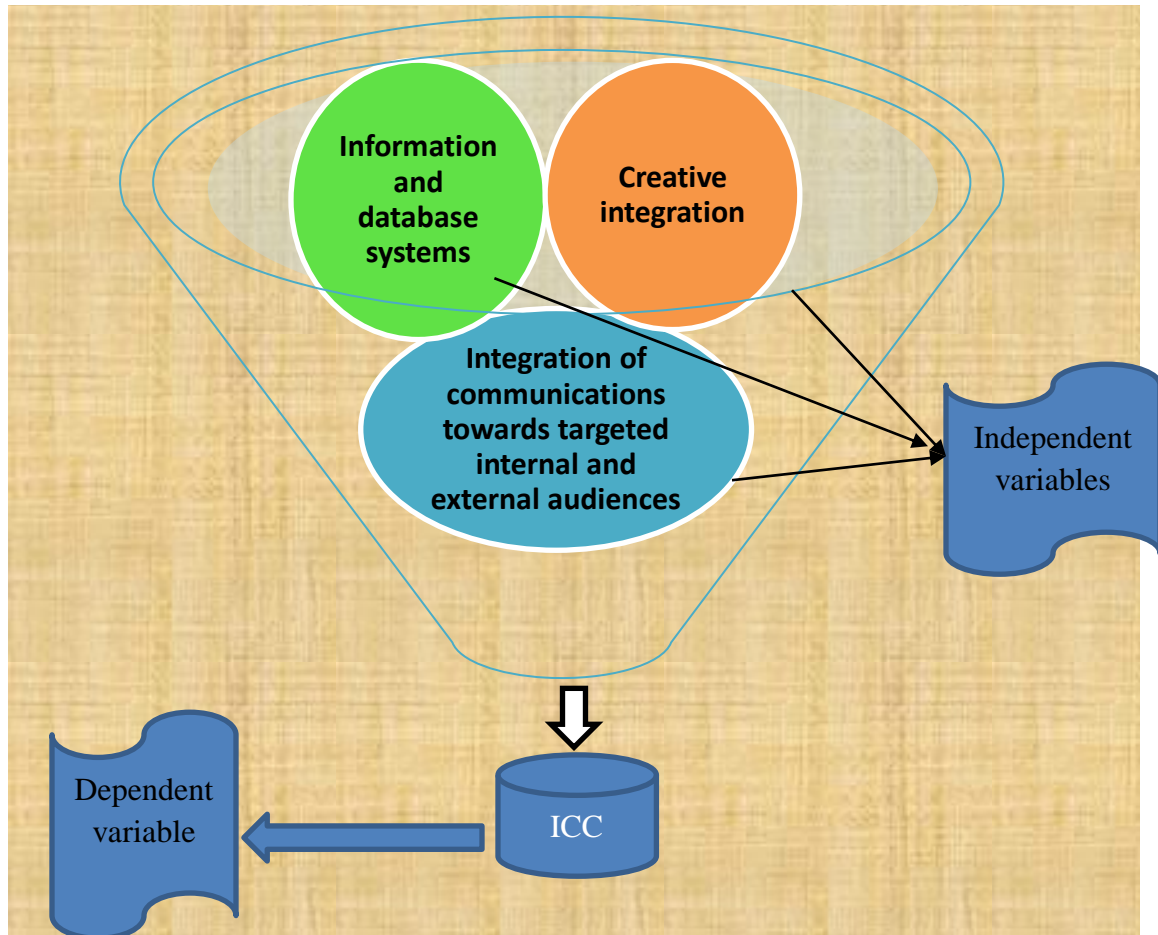 Information
and
database
systems
Creative
integration
Integration of
communications
towards targeted
internal and
external audiences
Independent
variables
Dependent
variable
ICC